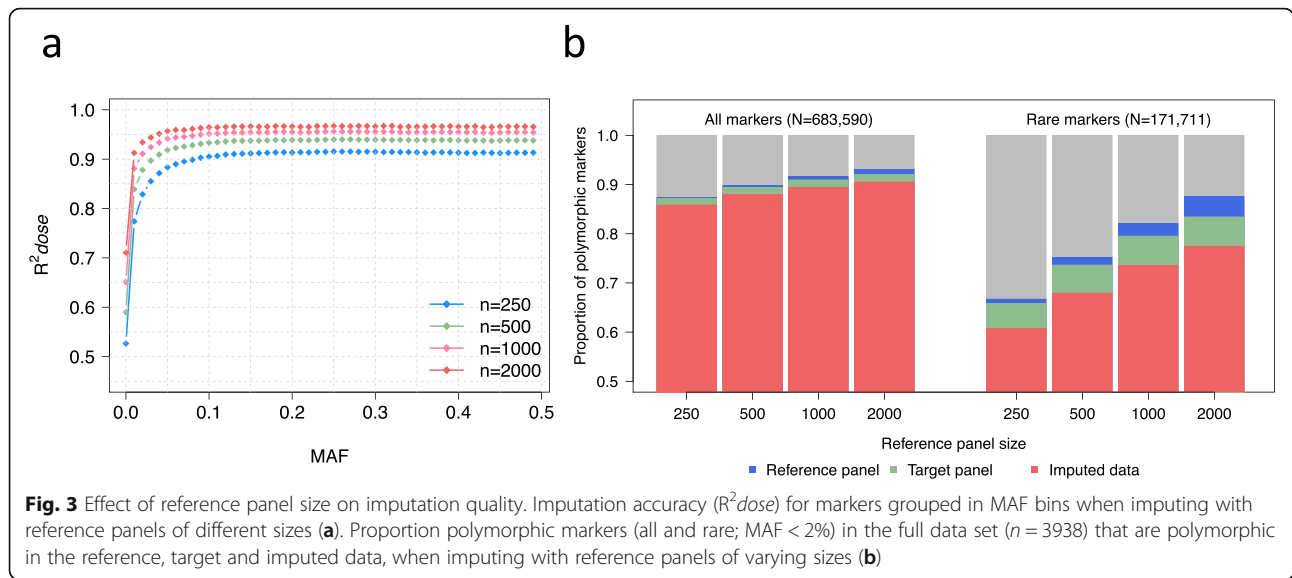 a
b
1.0
0.9
0.8
0.7
0.6
0.5
R²dose
0.0 0.1 0.2 0.3 0.4 0.5
MAF
n=250
n=500
n=1000
n=2000
All markers (N=683,590)
Rare markers (N=171,711)
1.0
0.9
0.8
0.7
0.6
0.5
Proportion of polymorphic markers
250 500 1000 2000 250 500 1000 2000
Reference panel size
Reference panel Target panel Imputed data
Fig. 3 Effect of reference panel size on imputation quality. Imputation accuracy (R²dose) for markers grouped in MAF bins when imputing with
reference panels of different sizes (a). Proportion polymorphic markers (all and rare; MAF < 2%) in the full data set (n = 3938) that are polymorphic
in the reference, target and imputed data, when imputing with reference panels of varying sizes (b)